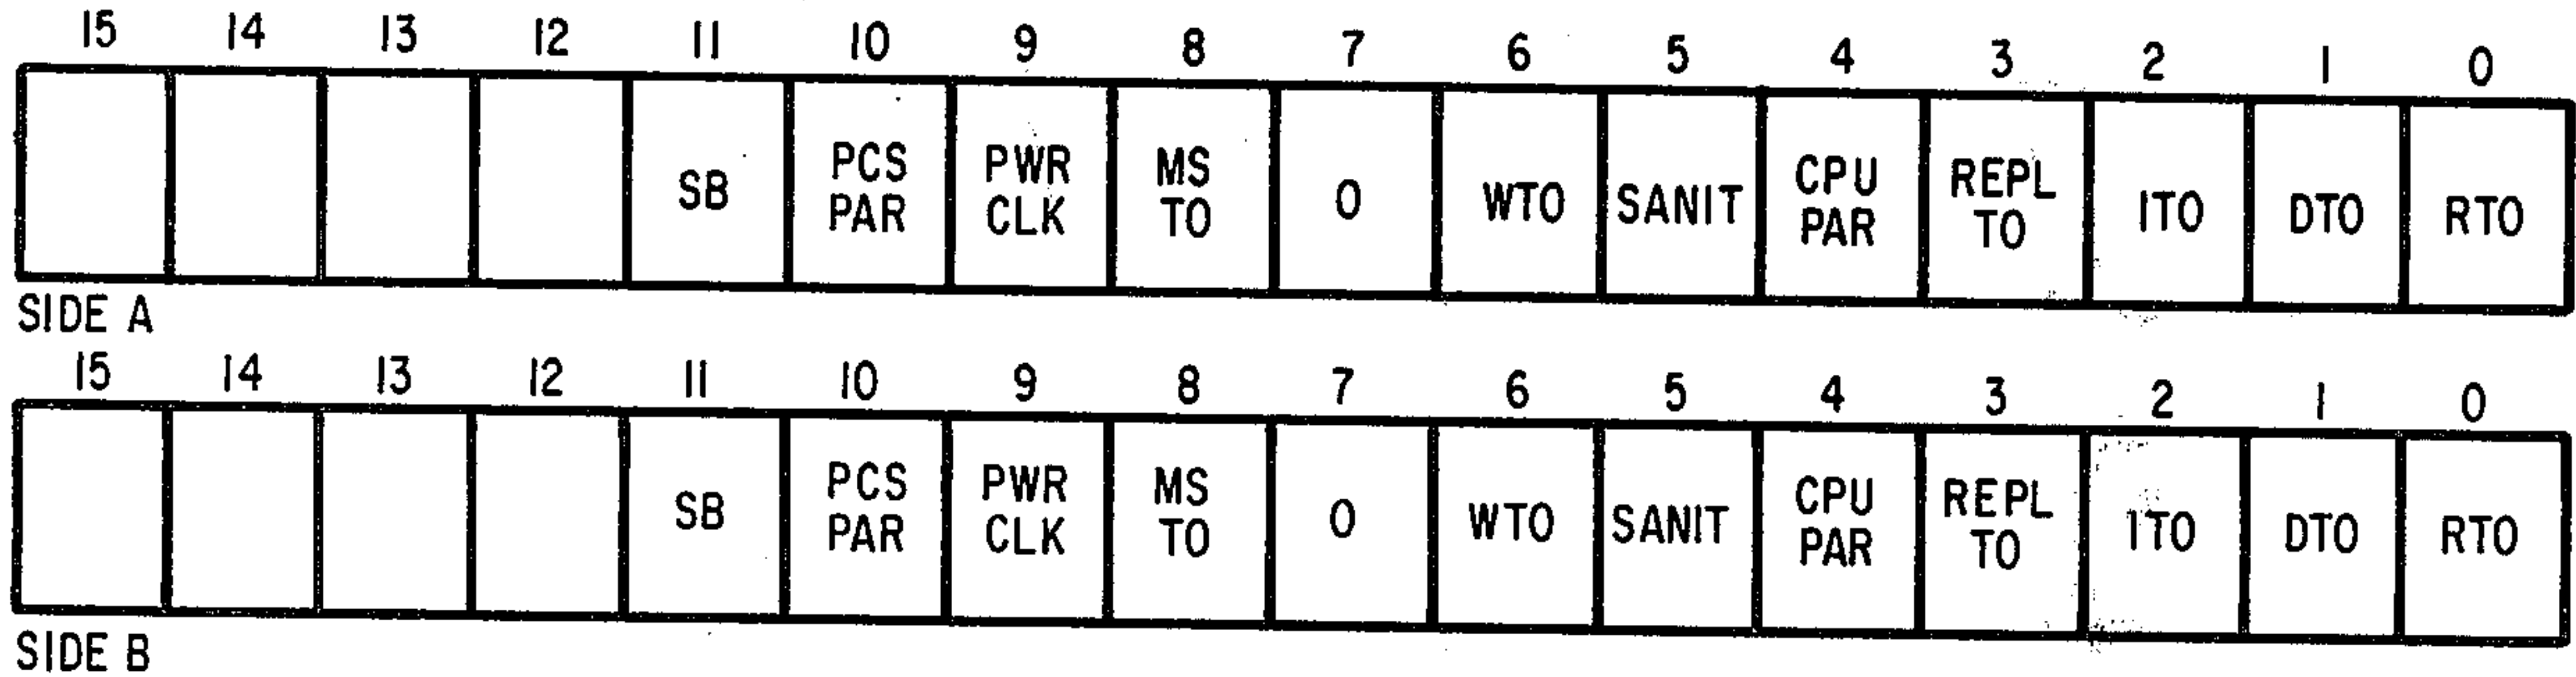 15 14 13 12 11 10 9 8 7 6 5 4 3 2 1 0
SB PCS PAR PWR CLK MS TO 0 WTO SANIT CPU PAR REPL TO ITO DTO RTO
SIDE A
15 14 13 12 11 10 9 8 7 6 5 4 3 2 1 0
SB PCS PAR PWR CLK MS TO 0 WTO SANIT CPU PAR REPL TO ITO DTO RTO
SIDE B